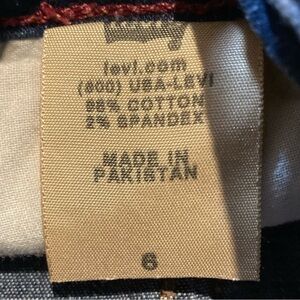 levi.com
(800) USA-LEVI
98% COTTON
2% SPANDEX
MADE IN
PAKISTAN
6